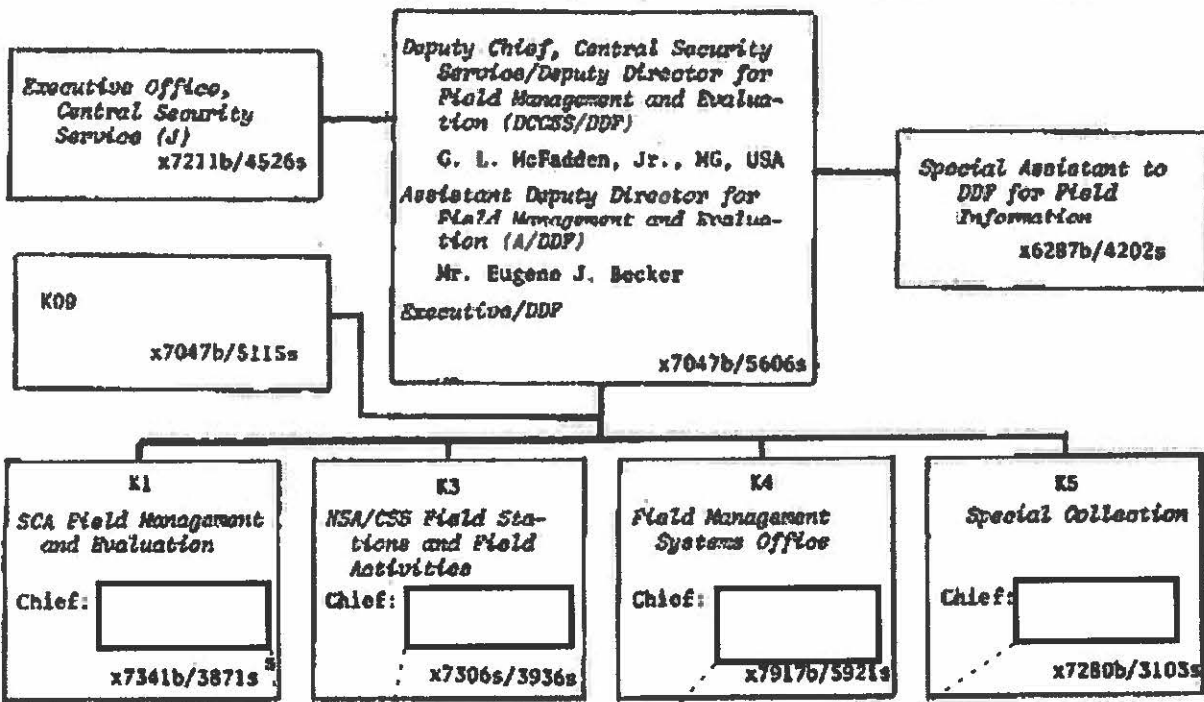 Executive Office,
Central Security
Service (J)
x7211b/4526s
Deputy Chief, Central Security
Service/Deputy Director for
Field Management and Evalua-
tion (DCCSS/DDF)
G. L. McFadden, Jr., MG, USA
Assistant Deputy Director for
Field Management and Evalua-
tion (A/DDF)
Mr. Eugene J. Becker
Executive/DDF
x7047b/5606s
Special Assistant to
DDF for Field
Information
x6287b/4202s
K09
x7047b/5115s
K1
SCA Field Management
and Evaluation
Chief:
x7341b/3871s
s
K3
NSA/CSS Field Sta-
tions and Field
Activities
Chief:
x7306s/3936s
K4
Field Management
Systems Office
Chief:
x7917b/5921s
K5
Special Collection
Chief:
x7280b/3103s